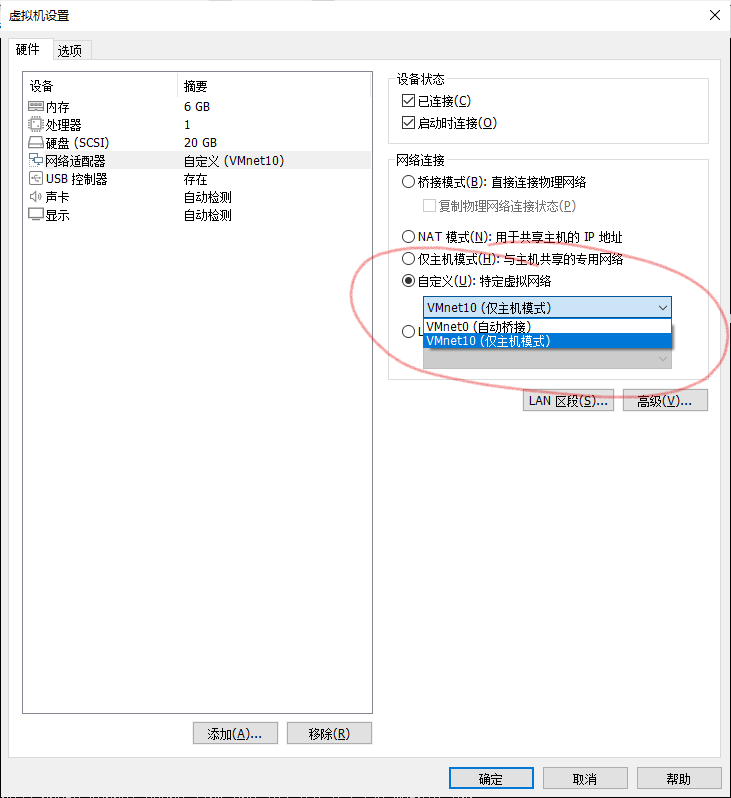 虚拟机设置
硬件 选项
设备 摘要
内存 6 GB
处理器 1
硬盘 (SCSI) 20 GB
网络适配器 自定义 (VMnet10)
USB 控制器 存在
声卡 自动检测
显示 自动检测
添加(A)... 移除(R)
设备状态
已连接(C)
启动时连接(O)
网络连接
桥接模式(B): 直接连接物理网络
复制物理网络连接状态(P)
NAT 模式(N): 用于共享主机的 IP 地址
仅主机模式(H): 与主机共享的专用网络
自定义(U): 特定虚拟网络
VMnet10 (仅主机模式)
VMnet0 (自动桥接)
VMnet10 (仅主机模式)
LAN 区段(S)... 高级(V)...
确定 取消 帮助